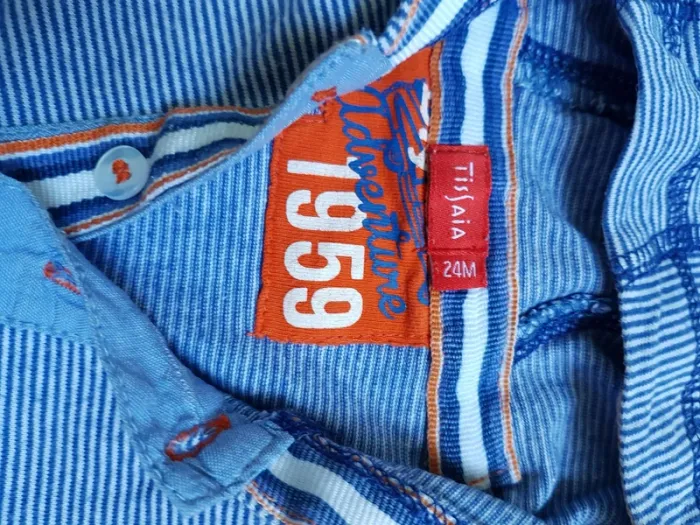 Adventure
1959
TISSAIA
24M